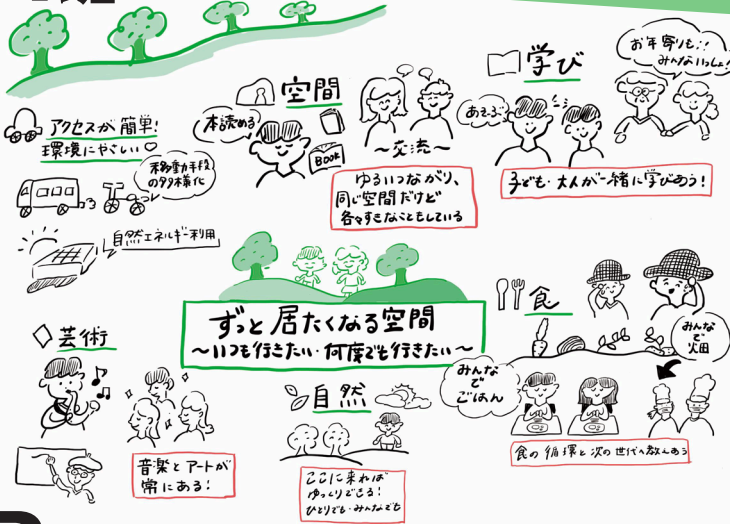 アクセスが簡単!
環境にやさしい♡
移動手段
の多様化
自然エネルギー利用
空間
本読める
BOOK
〜交流〜
ゆるいつながり、
同じ空間だけど
各々すきなこともしている
学び
あそぶ
お年寄りも!!
みんないっしょ!
子ども・大人が一緒に学びあう!
ずっと居たくなる空間
〜いつも行きたい・何度でも行きたい〜
芸術
音楽とアートが
常にある!
自然
ここに来れば
ゆっくりできる!
ひとりでも・みんなでも
食
みんな
で
畑
みんな
で
ごはん
食の循環と次の世代へ教えあう